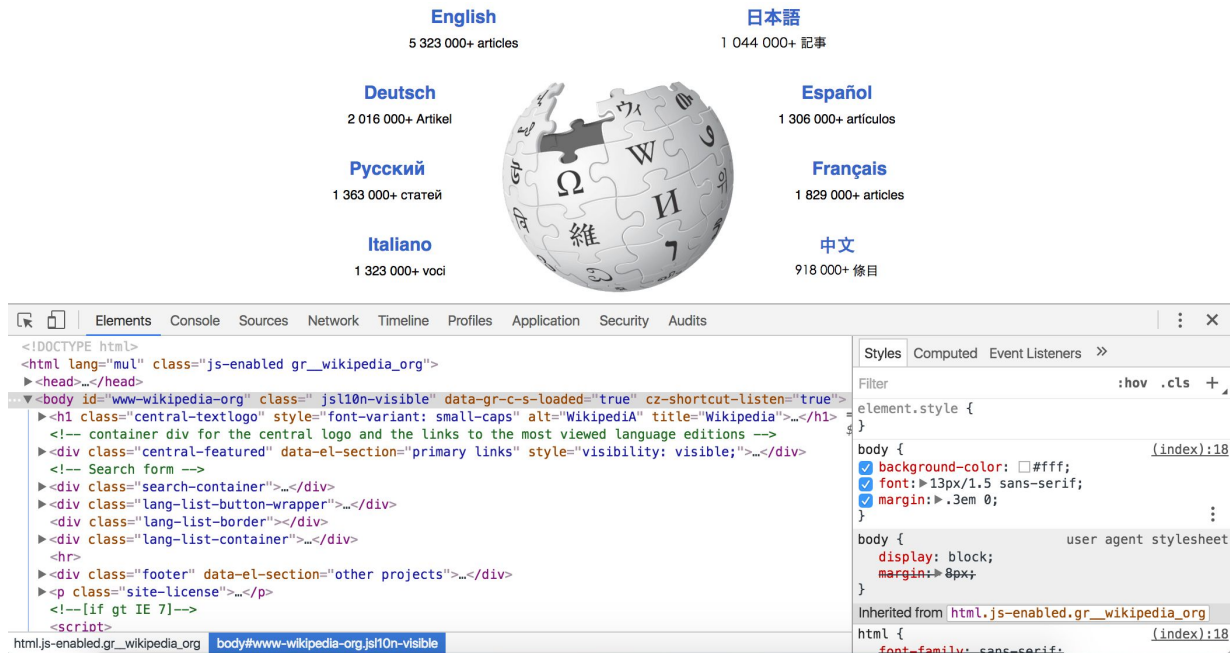 English 日本語
5 323 000+ articles 1 044 000+ 記事
Deutsch Español
2 016 000+ Artikel 1 306 000+ artículos
Русский Français
1 363 000+ статей 1 829 000+ articles
Italiano 中文
1 323 000+ voci 918 000+ 條目
ウィ
W
Ω
И
維
Elements Console Sources Network Timeline Profiles Application Security Audits
<!DOCTYPE html>
<html lang="mul" class="js-enabled gr__wikipedia_org">
<head>…</head>
<body id="www-wikipedia-org" class=" jsl10n-visible" data-gr-c-s-loaded="true" cz-shortcut-listen="true">
<h1 class="central-textlogo" style="font-variant: small-caps" alt="WikipediA" title="Wikipedia">…</h1>
<!-- container div for the central logo and the links to the most viewed language editions -->
<div class="central-featured" data-el-section="primary links" style="visibility: visible;">…</div>
<!-- Search form -->
<div class="search-container">…</div>
<div class="lang-list-button-wrapper">…</div>
<div class="lang-list-border"></div>
<div class="lang-list-container">…</div>
<hr>
<div class="footer" data-el-section="other projects">…</div>
<p class="site-license">…</p>
<!--[if gt IE 7]-->
<script>
html.js-enabled.gr__wikipedia_org body#www-wikipedia-org.jsl10n-visible
Styles Computed Event Listeners »
Filter :hov .cls +
element.style {
}
body { (index):18
background-color: #fff;
font: 13px/1.5 sans-serif;
margin: .3em 0;
}
body { user agent stylesheet
display: block;
margin: 8px;
}
Inherited from html.js-enabled.gr__wikipedia_org
html { (index):18
font-family: sans-serif;